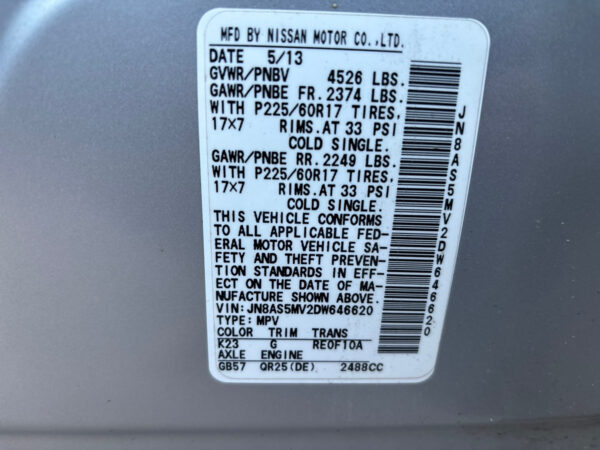 MFD BY NISSAN MOTOR CO.,LTD.
DATE 5/13
GVWR/PNBV 4526 LBS.
GAWR/PNBE FR. 2374 LBS.
WITH P225/60R17 TIRES,
17×7 RIMS. AT 33 PSI
COLD SINGLE.
GAWR/PNBE RR. 2249 LBS.
WITH P225/60R17 TIRES,
17×7 RIMS. AT 33 PSI
COLD SINGLE.
THIS VEHICLE CONFORMS
TO ALL APPLICABLE FED-
ERAL MOTOR VEHICLE SA-
FETY AND THEFT PREVEN-
TION STANDARDS IN EFF-
ECT ON THE DATE OF MA-
NUFACTURE SHOWN ABOVE.
VIN: JN8AS5MV2DW646620
TYPE: MPV
COLOR TRIM TRANS
K23 G RE0F10A
AXLE ENGINE
GB57 QR25(DE) 2488CC
JN8AS5MV2DW646620